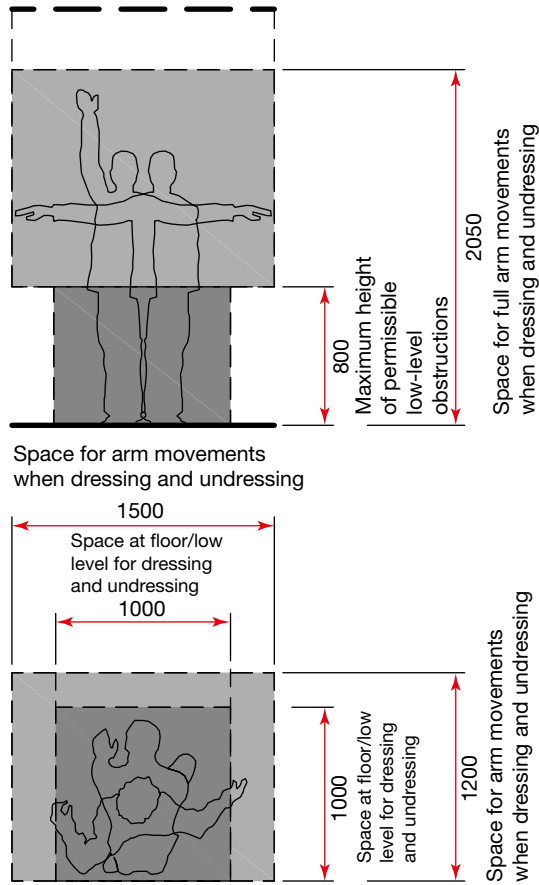 800
Maximum height
of permissible
low-level
obstructions
2050
Space for full arm movements
when dressing and undressing
Space for arm movements
when dressing and undressing
1500
Space at floor/low
level for dressing
and undressing
1000
1000
Space at floor/low
level for dressing
and undressing
1200
Space for arm movements
when dressing and undressing